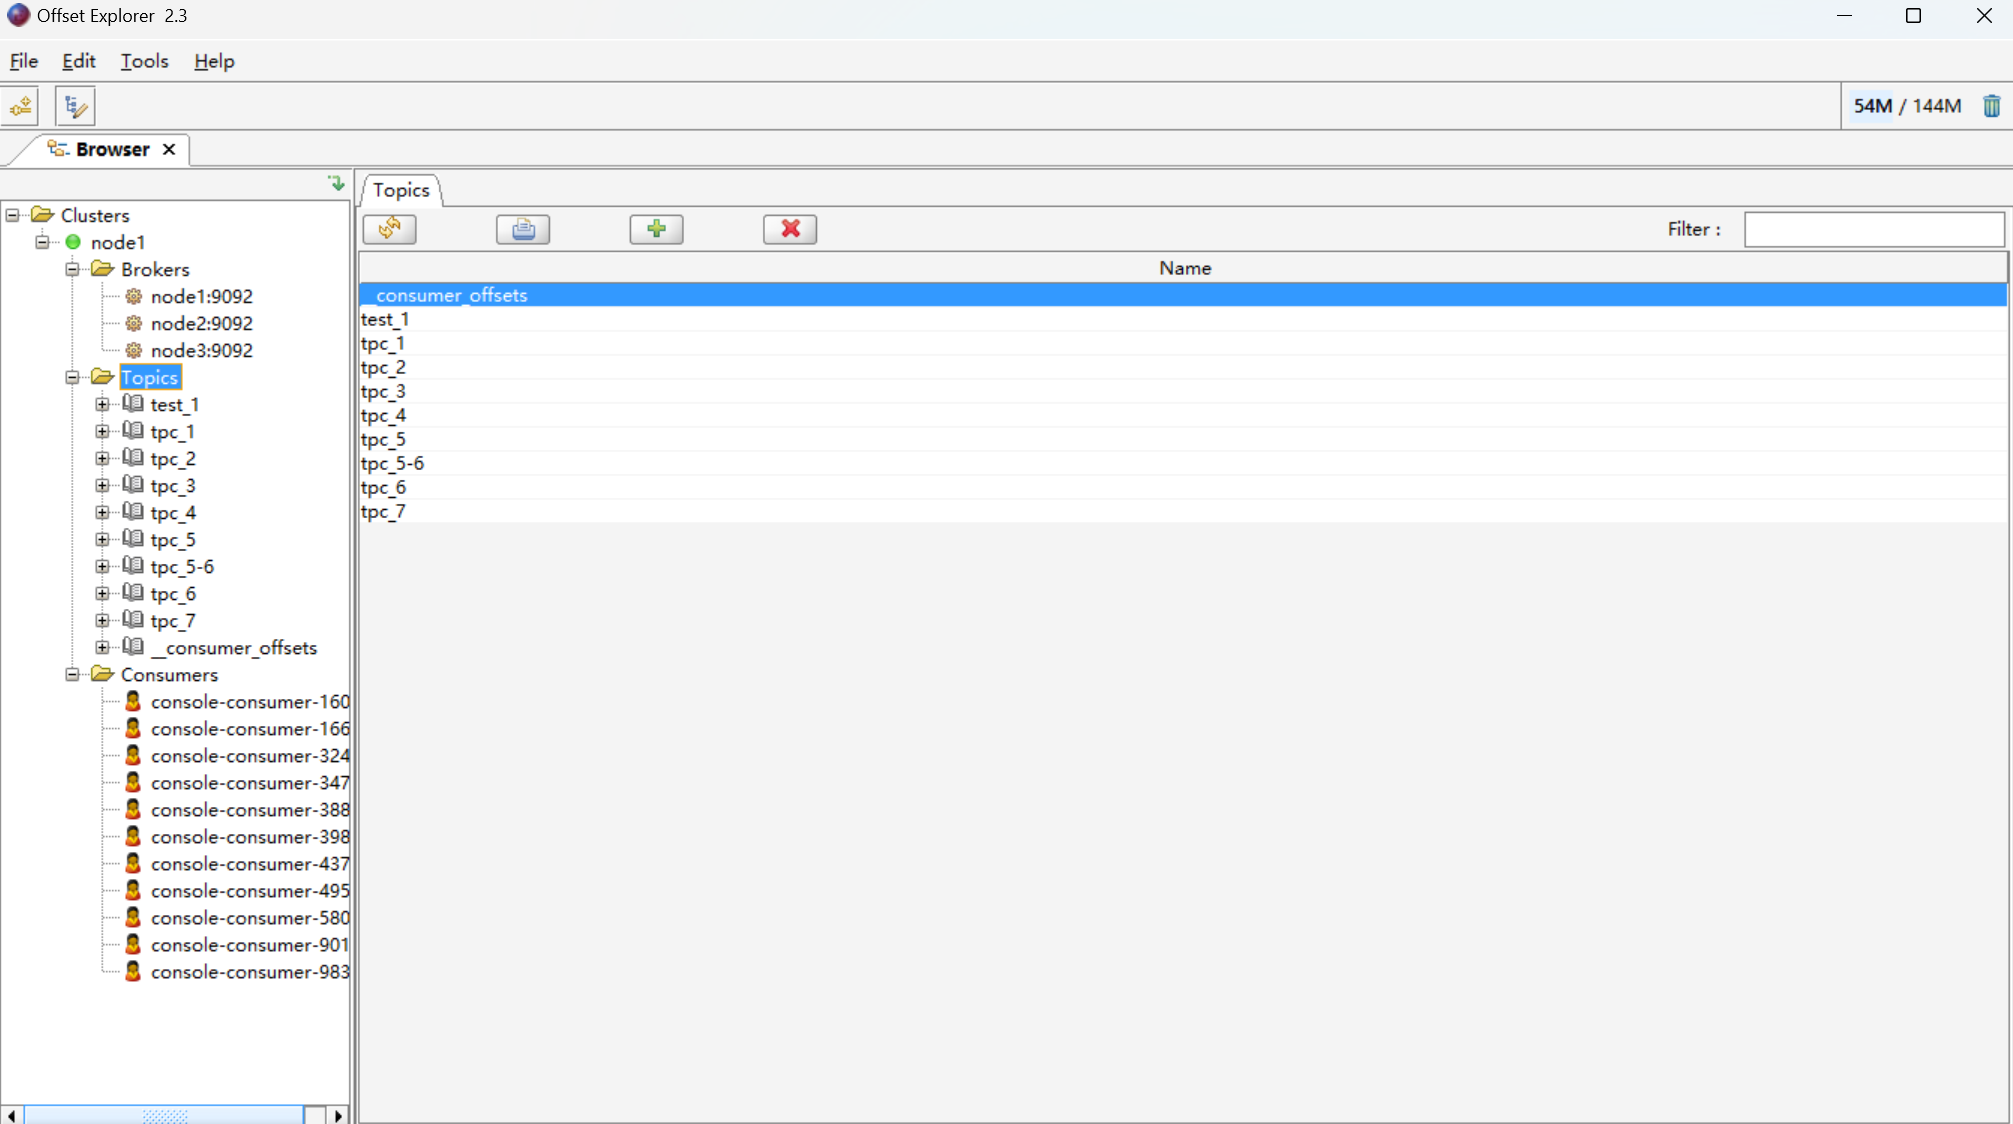 Offset Explorer 2.3
File Edit Tools Help
54M / 144M
Browser
Clusters
node1
Brokers
node1:9092
node2:9092
node3:9092
Topics
test_1
tpc_1
tpc_2
tpc_3
tpc_4
tpc_5
tpc_5-6
tpc_6
tpc_7
__consumer_offsets
Consumers
console-consumer-160
console-consumer-166
console-consumer-324
console-consumer-347
console-consumer-388
console-consumer-398
console-consumer-437
console-consumer-495
console-consumer-580
console-consumer-901
console-consumer-983
Topics
Filter :
Name
__consumer_offsets
test_1
tpc_1
tpc_2
tpc_3
tpc_4
tpc_5
tpc_5-6
tpc_6
tpc_7